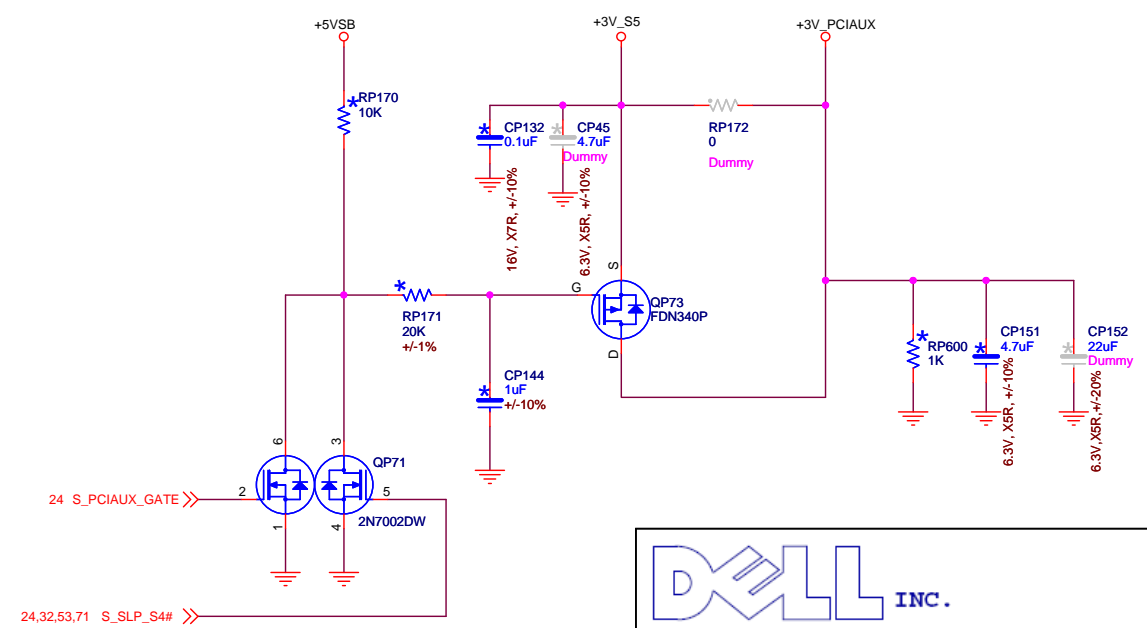 +5VSB
+3V_S5
+3V_PCIAUX
RP170
10K
CP132
0.1uF
16V, X7R, +/-10%
CP45
4.7uF
Dummy
6.3V, X5R, +/-10%
RP172
0
Dummy
S
G
D
QP73
FDN340P
RP171
20K
+/-1%
CP144
1uF
+/-10%
RP600
1K
CP151
4.7uF
6.3V, X5R, +/-10%
CP152
22uF
Dummy
6.3V,X5R,+/-20%
6
3
QP71
2
5
1
4
2N7002DW
24 S_PCIAUX_GATE
24,32,53,71 S_SLP_S4#
DELL INC.